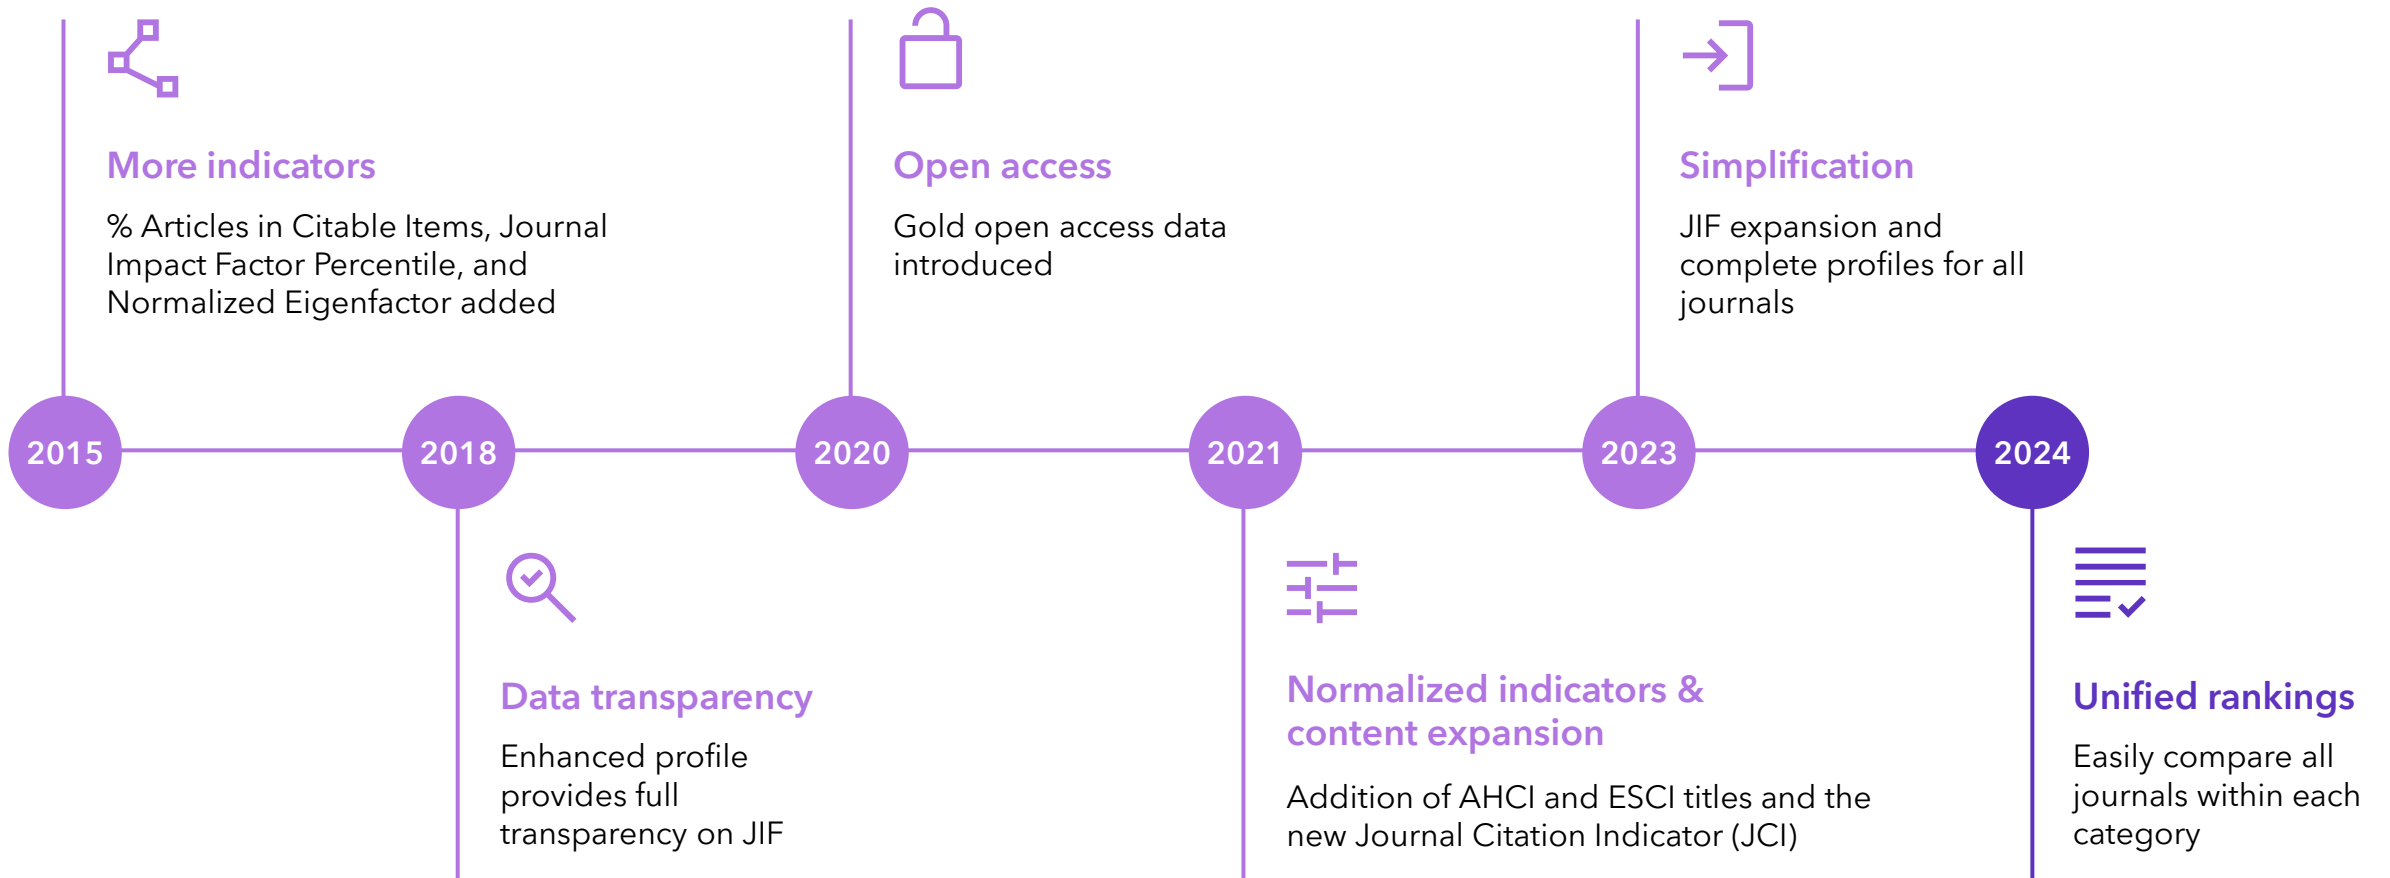 More indicators
% Articles in Citable Items, Journal
Impact Factor Percentile, and
Normalized Eigenfactor added
Open access
Gold open access data
introduced
Simplification
JIF expansion and
complete profiles for all
journals
2015
2018
2020
2021
2023
2024
Data transparency
Enhanced profile
provides full
transparency on JIF
Normalized indicators &
content expansion
Addition of AHCI and ESCI titles and the
new Journal Citation Indicator (JCI)
Unified rankings
Easily compare all
journals within each
category